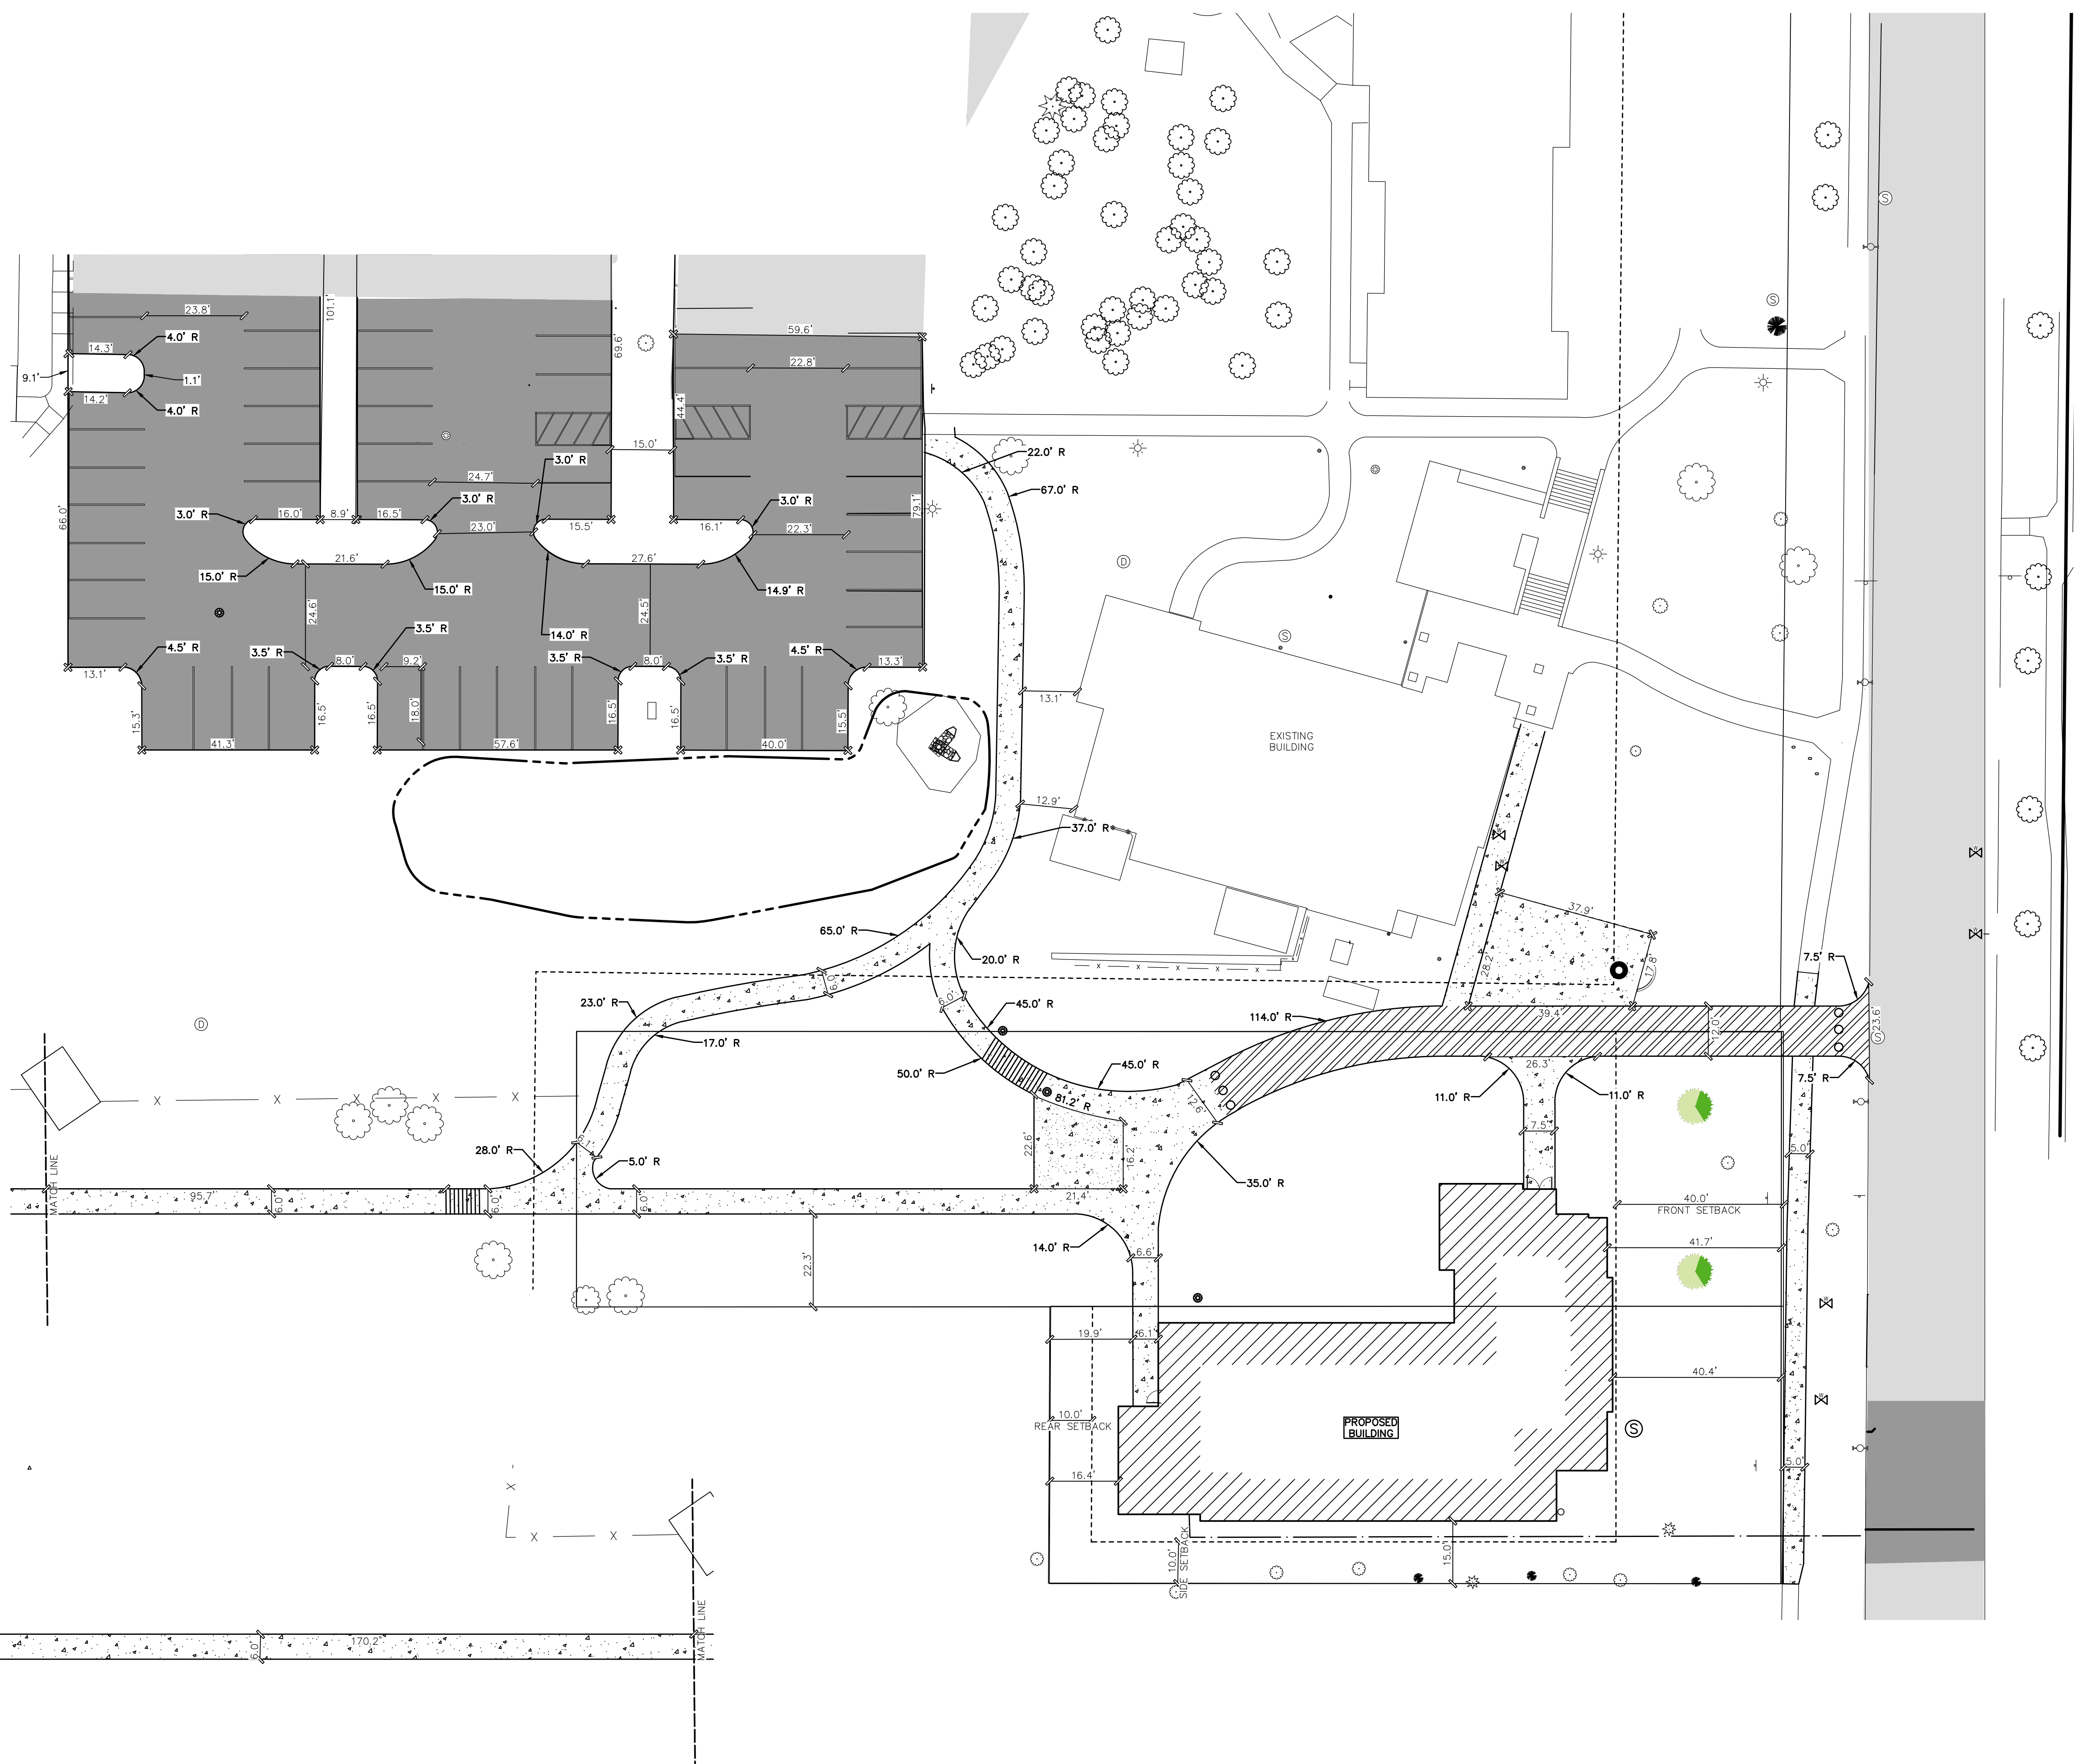 S
S
101.1'
23.8'
4.0' R
59.6'
69.6'
14.3'
22.8'
9.1'
1.1'
14.2'
4.0' R
44.4'
15.0'
22.0' R
3.0' R
24.7'
67.0' R
3.0' R
3.0' R
79.1'
3.0' R
16.0'
8.9'
16.5'
23.0'
15.5'
16.1'
22.3'
66.0'
21.6'
27.6'
D
15.0' R
15.0' R
14.9' R
24.6'
24.5'
3.5' R
14.0' R
S
4.5' R
3.5' R
8.0'
9.2'
3.5' R
8.0'
3.5' R
4.5' R
13.3'
13.1'
13.1'
15.3'
16.5'
16.5'
18.0'
16.5'
16.5'
15.5'
41.3'
57.6'
40.0'
EXISTING
BUILDING
12.9'
37.0' R
37.9'
65.0' R
20.0' R
28.2'
17.8'
7.5' R
6.0'
6.0'
23.0' R
45.0' R
114.0' R
39.4'
12.0'
23.6'
S
D
17.0' R
50.0' R
45.0' R
26.3'
7.5' R
81.2' R
12.6'
11.0' R
11.0' R
X X X X X
X X X X X
7.5'
5.0'
28.0' R
6.1'
5.0' R
22.6'
16.2'
35.0' R
MATCH LINE
95.7'
6.0'
6.0'
6.0'
21.4'
40.0'
FRONT SETBACK
14.0' R
6.6'
41.7'
22.3'
19.9'
6.1'
40.4'
10.0'
REAR SETBACK
PROPOSED
BUILDING
S
16.4'
5.0'
X
X X
10.0'
SIDE SETBACK
15.0'
MATCH LINE
170.2'
6.0'